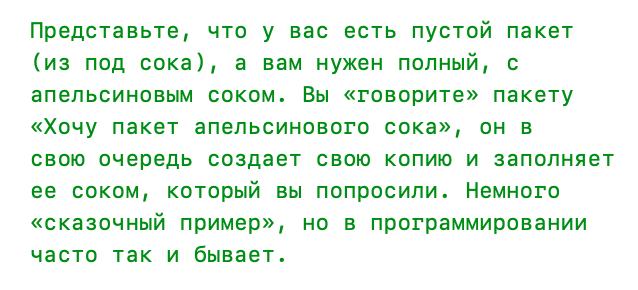 Представьте, что у вас есть пустой пакет
(из под сока), а вам нужен полный, с
апельсиновым соком. Вы «говорите» пакету
«Хочу пакет апельсинового сока», он в
свою очередь создает свою копию и заполняет
ее соком, который вы попросили. Немного
«сказочный пример», но в программировании
часто так и бывает.